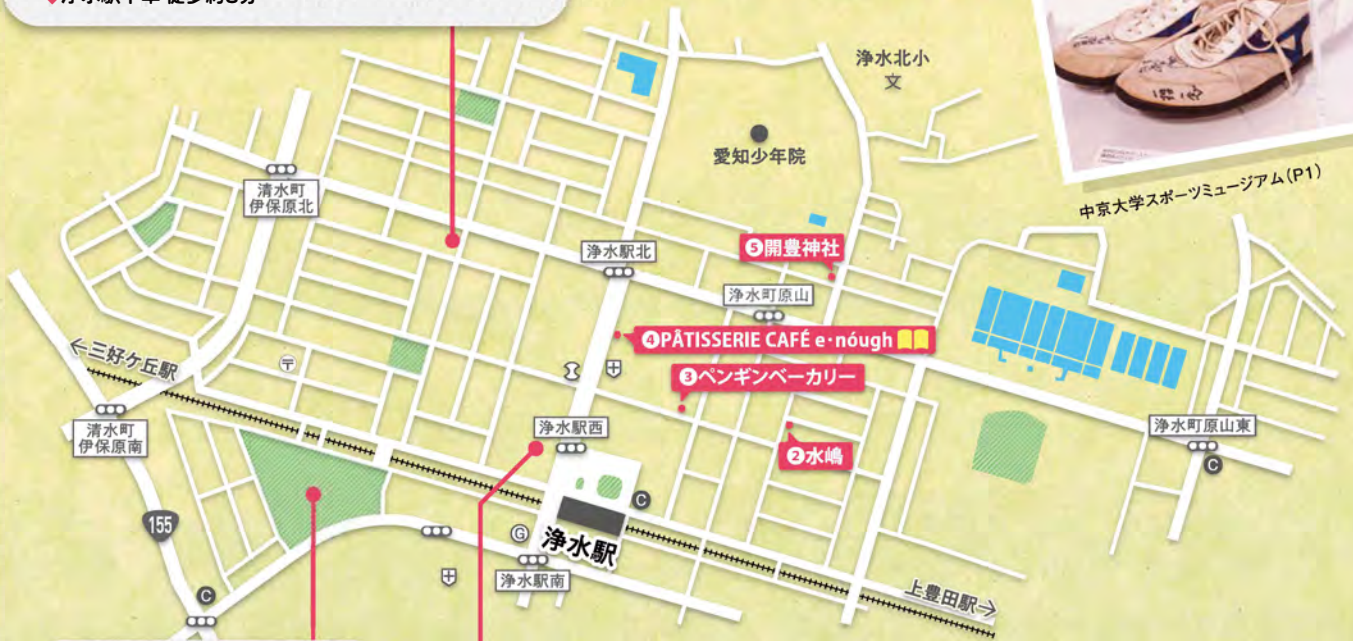 浄水北小
文
愛知少年院
中京大学スポーツミュージアム(P1)
清水町
伊保原北
浄水駅北
❺開豊神社
浄水町原山
❹PÂTISSERIE CAFÉ e・nóugh
❸ペンギンベーカリー
←三好ケ丘駅
〒
清水町
伊保原南
浄水駅西
❷水嶋
浄水町原山東
C
C
155
G
浄水駅
浄水駅南
C
上豊田駅→